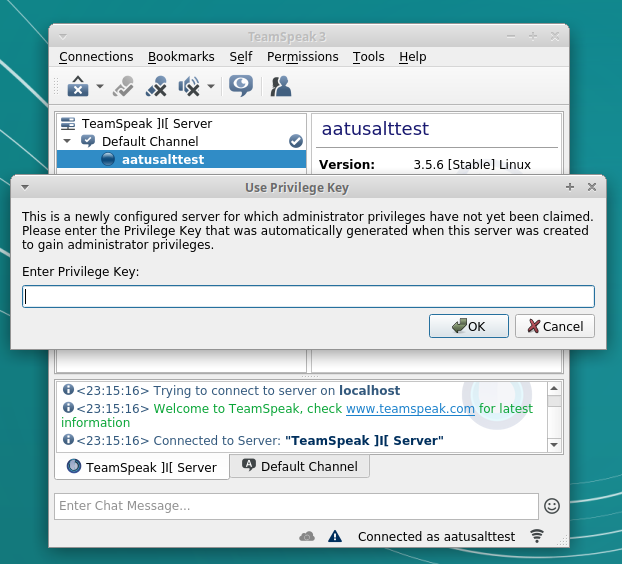 TeamSpeak 3
Connections Bookmarks Self Permissions Tools Help
TeamSpeak ]I[ Server
Default Channel
aatusalttest
aatusalttest
Version: 3.5.6 [Stable] Linux
Use Privilege Key
This is a newly configured server for which administrator privileges have not yet been claimed.
Please enter the Privilege Key that was automatically generated when this server was created
to gain administrator privileges.
Enter Privilege Key:
OK Cancel
<23:15:16> Trying to connect to server on localhost
<23:15:16> Welcome to TeamSpeak, check www.teamspeak.com for latest
information
<23:15:16> Connected to Server: "TeamSpeak ]I[ Server"
TeamSpeak ]I[ Server Default Channel
Enter Chat Message...
Connected as aatusalttest